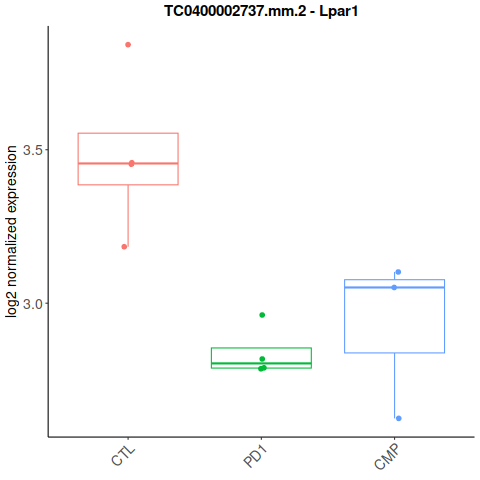 TC0400002737.mm.2 - Lpar1
log2 normalized expression
3.5
3.0
CTL
PD1
CMP